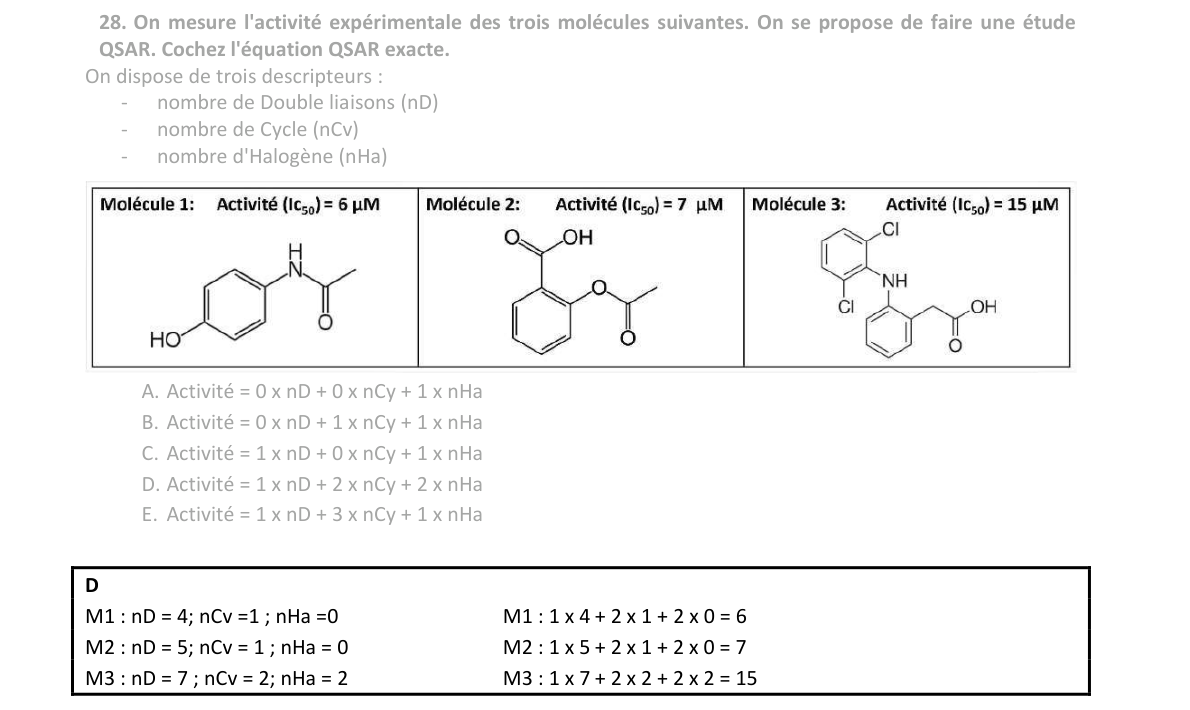 28. On mesure l'activité expérimentale des trois molécules suivantes. On se propose de faire une étude
QSAR. Cochez l'équation QSAR exacte.
On dispose de trois descripteurs :
- nombre de Double liaisons (nD)
- nombre de Cycle (nCv)
- nombre d'Halogène (nHa)
Molécule 1: Activité (Ic50) = 6 µM
Molécule 2: Activité (Ic50) = 7 µM
Molécule 3: Activité (Ic50) = 15 µM
H
N
O
HO
O
OH
O
O
Cl
NH
Cl
OH
O
A. Activité = 0 x nD + 0 x nCy + 1 x nHa
B. Activité = 0 x nD + 1 x nCy + 1 x nHa
C. Activité = 1 x nD + 0 x nCy + 1 x nHa
D. Activité = 1 x nD + 2 x nCy + 2 x nHa
E. Activité = 1 x nD + 3 x nCy + 1 x nHa
D
M1 : nD = 4; nCv =1 ; nHa =0 M1 : 1 x 4 + 2 x 1 + 2 x 0 = 6
M2 : nD = 5; nCv = 1 ; nHa = 0 M2 : 1 x 5 + 2 x 1 + 2 x 0 = 7
M3 : nD = 7 ; nCv = 2; nHa = 2 M3 : 1 x 7 + 2 x 2 + 2 x 2 = 15